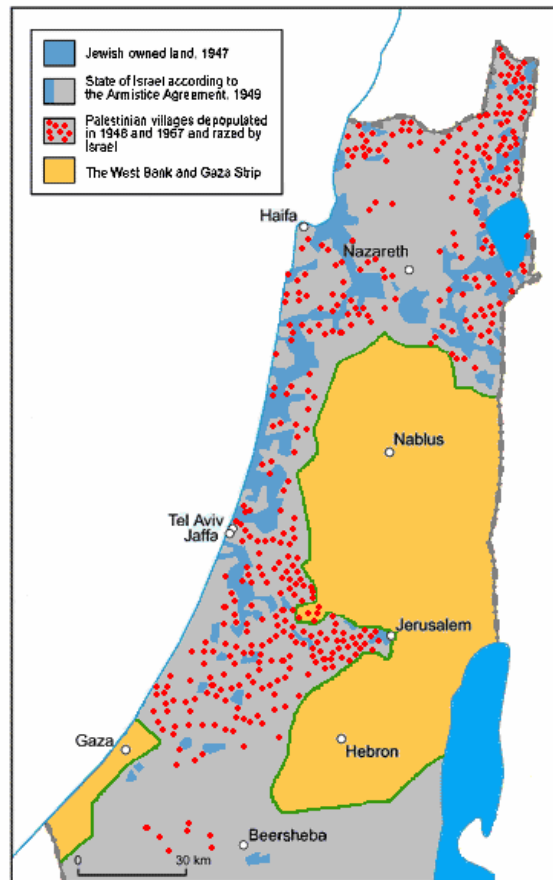 Jewish owned land. 1947
State of Israel according to
the Armistice Agreement. 1949
Palestinian villages depopulated
in 1948 and 1967 and razed by
Israel
The West Bank and Gaza Strip
Haifa
Nazareth
Nablus
Tel Aviv
Jaffa
Jerusalem
Gaza
Hebron
Beersheba
0 30 km